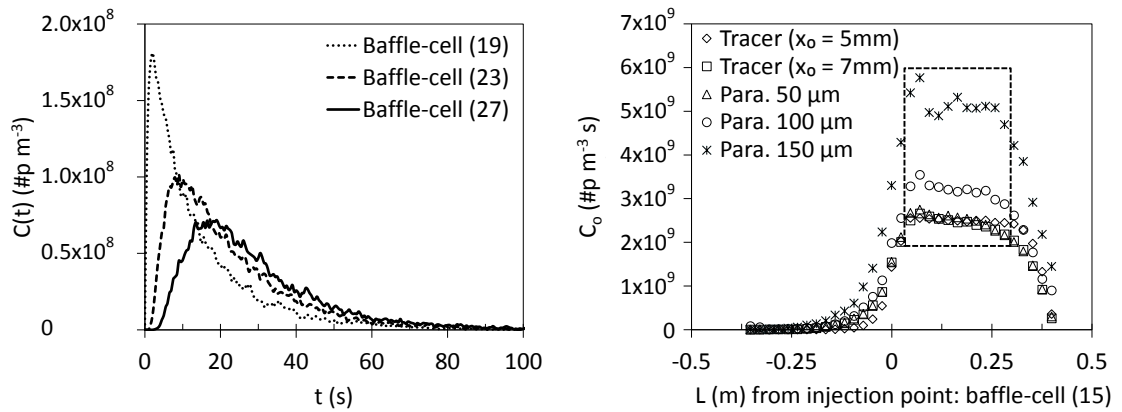 2.0x10⁸
1.5x10⁸
1.0x10⁸
0.5x10⁸
0
C(t) (#p m⁻³)
Baffle-cell (19)
Baffle-cell (23)
Baffle-cell (27)
0 20 40 60 80 100
t (s)
7x10⁹
6x10⁹
5x10⁹
4x10⁹
3x10⁹
2x10⁹
1x10⁹
0
C₀ (#p m⁻³ s)
Tracer (x₀ = 5mm)
Tracer (x₀ = 7mm)
Para. 50 µm
Para. 100 µm
Para. 150 µm
-0.5 -0.25 0 0.25 0.5
L (m) from injection point: baffle-cell (15)